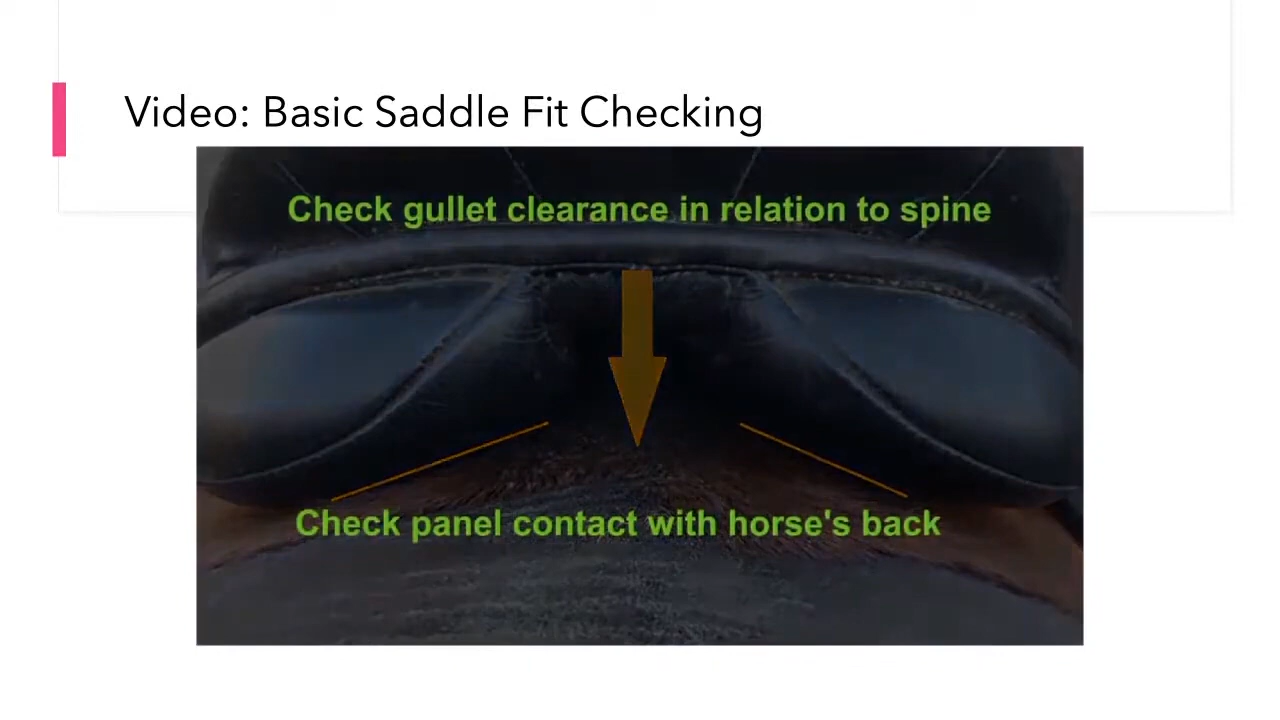 Video: Basic Saddle Fit Checking
Check gullet clearance in relation to spine
Check panel contact with horse's back